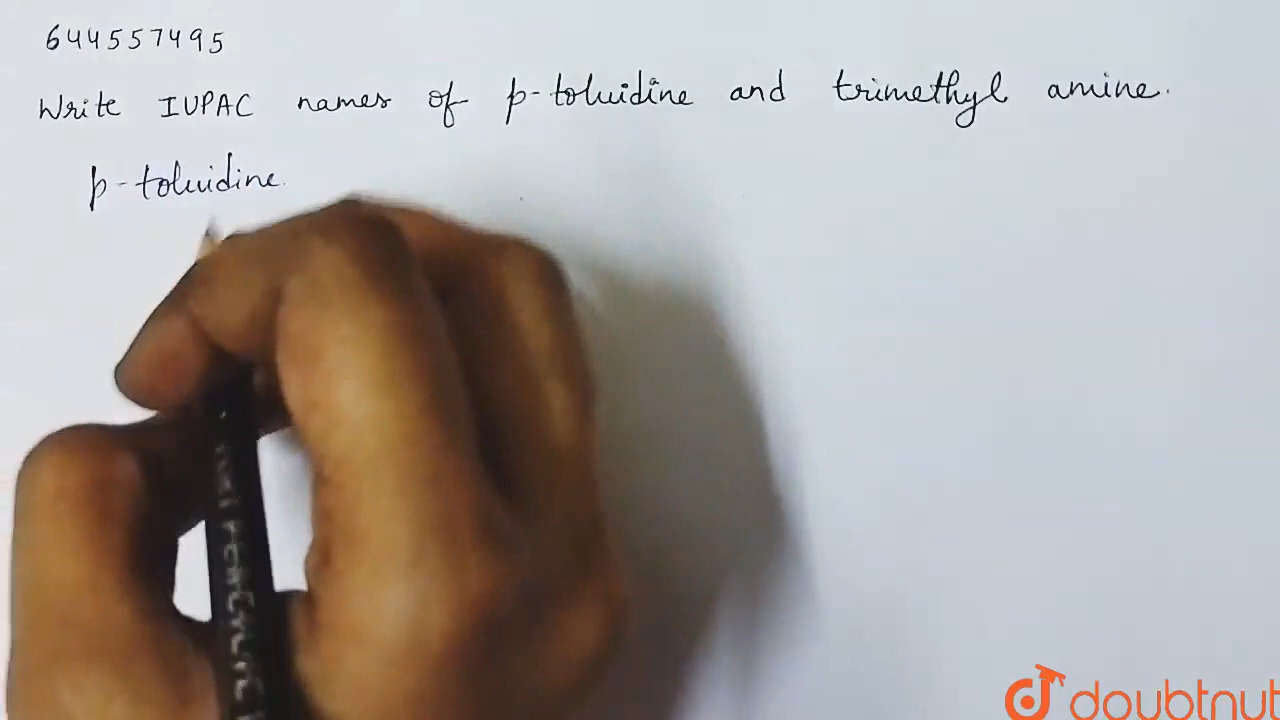 644557495
Write IUPAC names of p-toluidine and trimethyl amine.
p-toluidine.
doubtnut